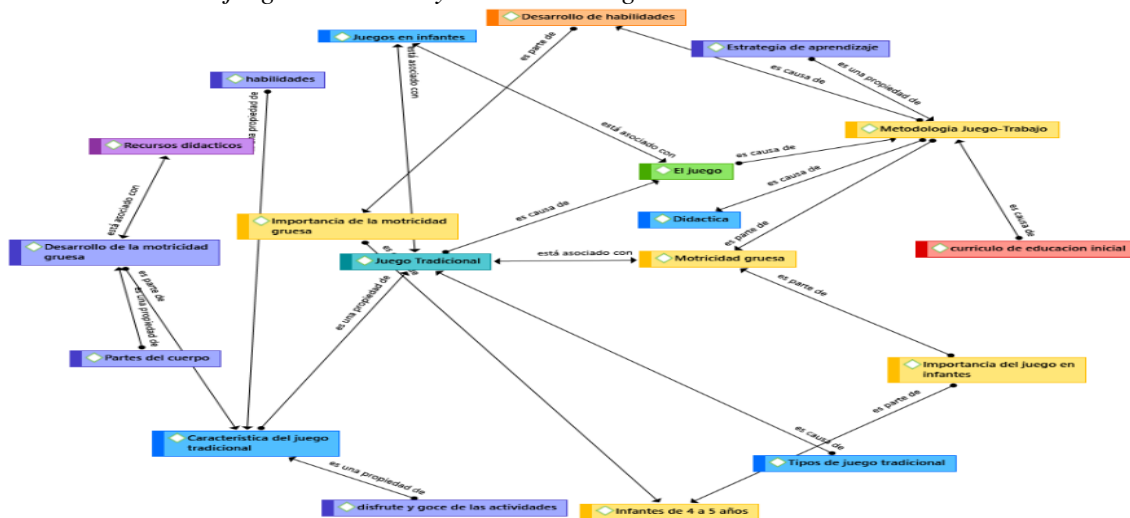 Desarrollo de habilidades
Juegos en infantes
es parte de
Estrategia de aprendizaje
está asociado con
es causa de
es una propiedad de
habilidades
una propiedad de
Metodología Juego-Trabajo
Recursos didacticos
está asociado con
es causa de
El juego
es causa de
está asociado con
es causa de
Didactica
es causa de
Importancia de la motricidad
gruesa
es parte de
Desarrollo de la motricidad
gruesa
curriculo de educacion inicial
está asociado con
Juego Tradicional
Motricidad gruesa
es parte de
es una propiedad de
es una propiedad de
es parte de
Partes del cuerpo
Importancia del juego en
infantes
es parte de
Característica del juego
tradicional
es causa de
Tipos de juego tradicional
es una propiedad de
disfrute y goce de las actividades
Infantes de 4 a 5 años